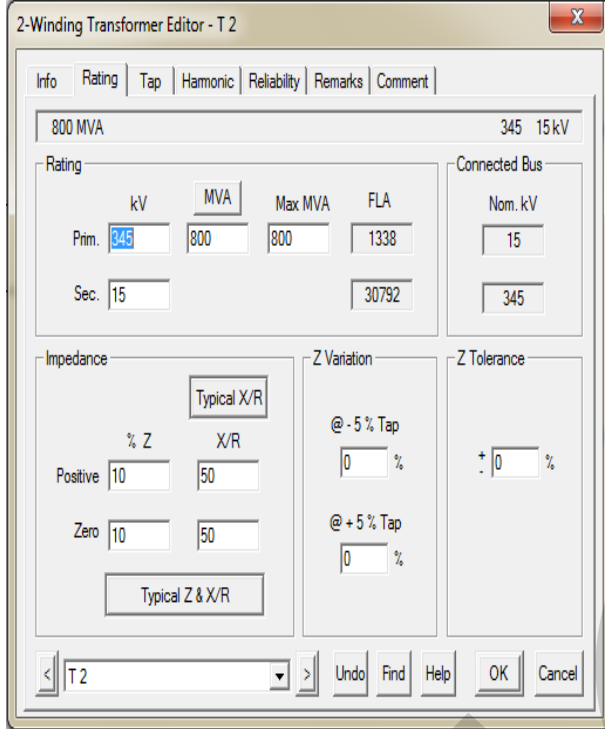 2-Winding Transformer Editor - T 2
X
Info Rating Tap Harmonic Reliability Remarks Comment
800 MVA 345 15 kV
Rating Connected Bus
kV MVA Max MVA FLA Nom. kV
Prim. 345 800 800 1338 15
Sec. 15 30792 345
Impedance Z Variation Z Tolerance
Typical X/R
% Z X/R @ - 5 % Tap
Positive 10 50 0 % + - 0 %
Zero 10 50 @ + 5 % Tap
0 %
Typical Z & X/R
< T 2 > Undo Find Help OK Cancel